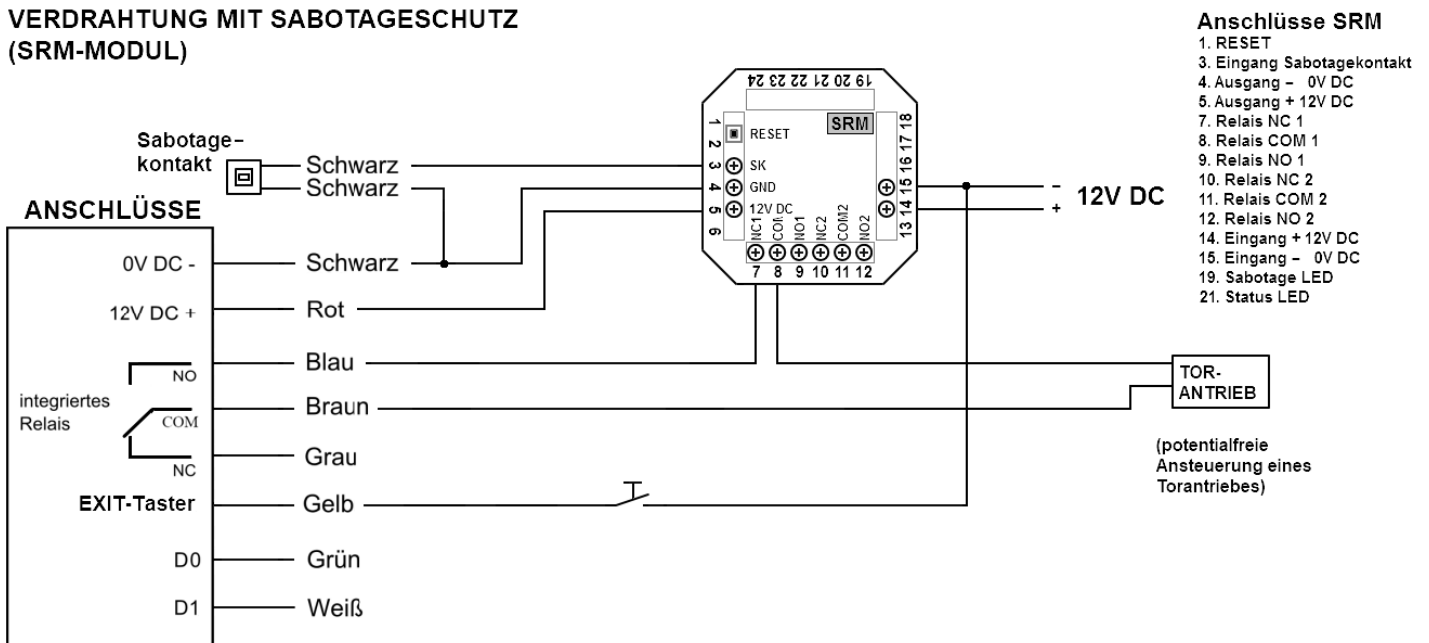 VERDRAHTUNG MIT SABOTAGESCHUTZ
(SRM-MODUL)
Anschlüsse SRM
1. RESET
3. Eingang Sabotagekontakt
4. Ausgang – 0V DC
5. Ausgang + 12V DC
7. Relais NC 1
8. Relais COM 1
9. Relais NO 1
10. Relais NC 2
11. Relais COM 2
12. Relais NO 2
14. Eingang + 12V DC
15. Eingang – 0V DC
19. Sabotage LED
21. Status LED
24 23 22 21 20 19
1 2 3 4 5 6
RESET
SRM
SK
GND
12V DC
18 17 16 15 14 13
NC1 COM NO1 NC2 COM2 NO2
7 8 9 10 11 12
– 12V DC
+
Sabotage–
kontakt
Schwarz
Schwarz
ANSCHLÜSSE
0V DC - Schwarz
12V DC + Rot
Blau
NO
integriertes
Relais
COM
Braun
NC
Grau
EXIT-Taster Gelb
D0 Grün
D1 Weiß
TOR-
ANTRIEB
(potentialfreie
Ansteuerung eines
Torantriebes)